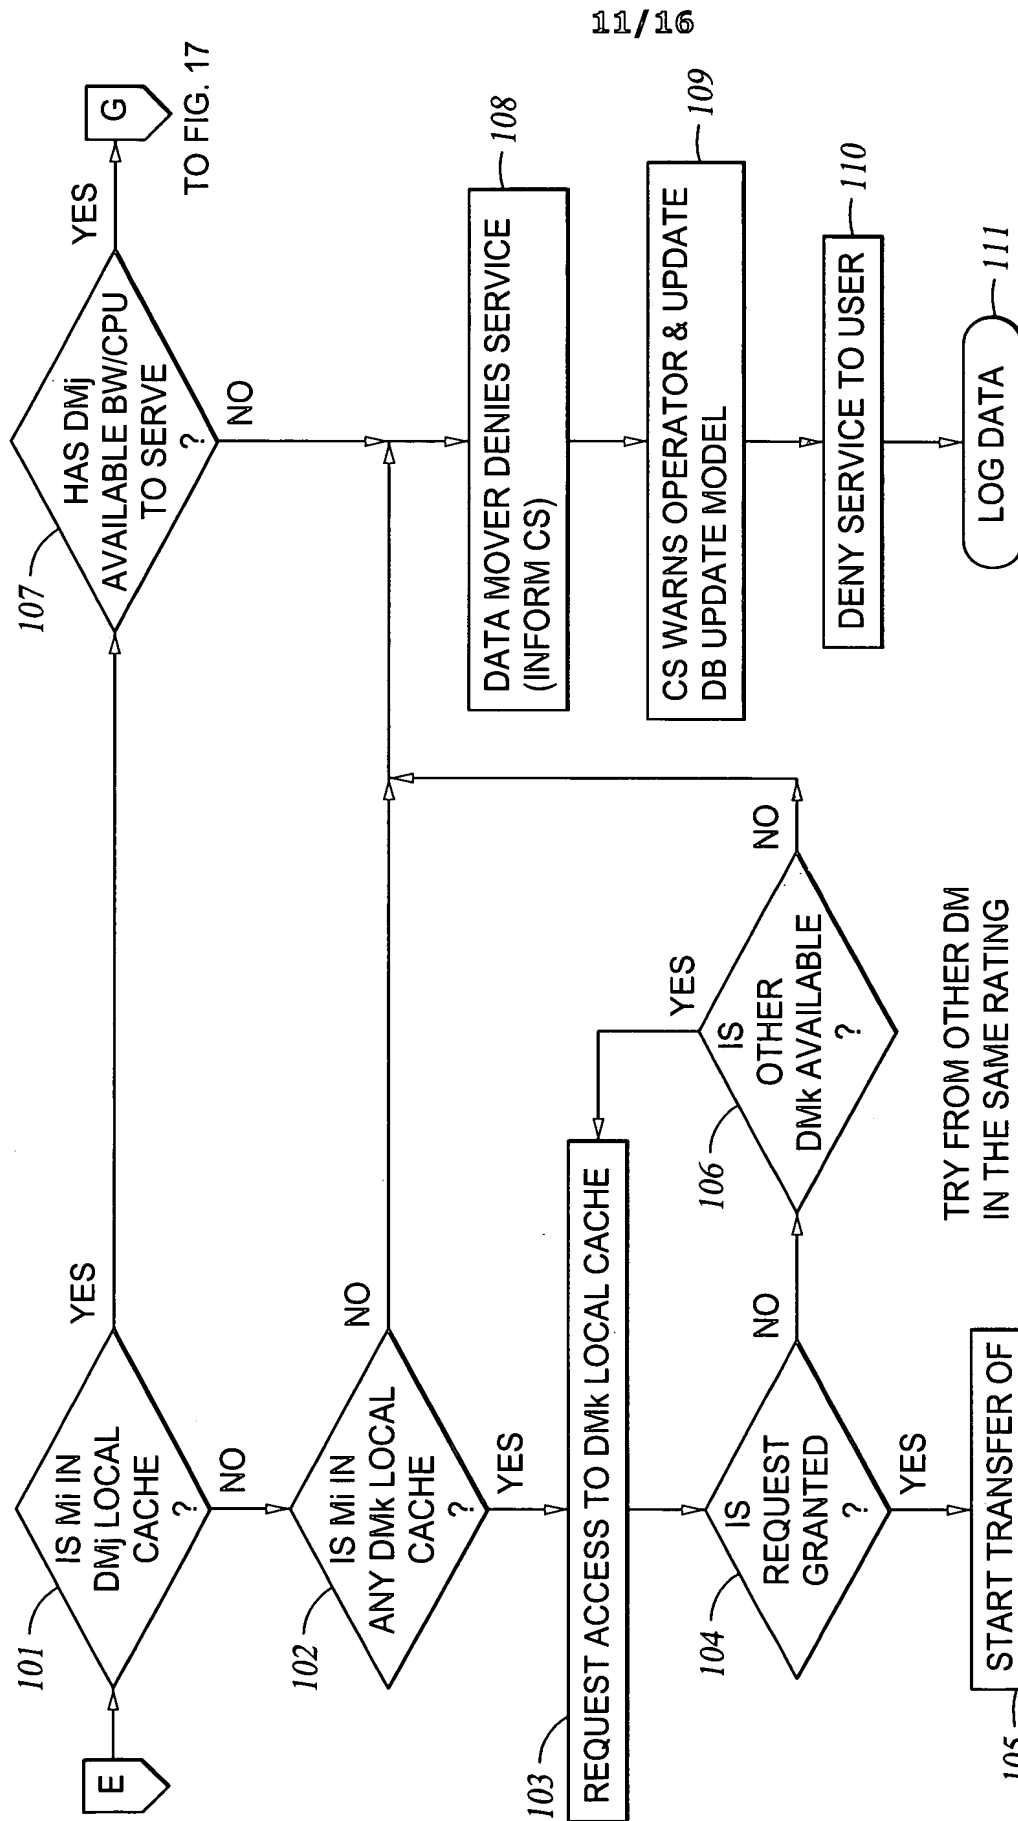 11/16
E
101
IS Mi IN
DMj LOCAL
CACHE
?
YES
NO
107
HAS DMj
AVAILABLE BW/CPU
TO SERVE
?
YES
NO
G
TO FIG. 17
102
IS Mi IN
ANY DMk LOCAL
CACHE
?
NO
YES
103
REQUEST ACCESS TO DMk LOCAL CACHE
104
IS
REQUEST
GRANTED
?
NO
YES
106
IS
OTHER
DMk AVAILABLE
?
YES
NO
TRY FROM OTHER DM
IN THE SAME RATING
105
START TRANSFER OF
108
DATA MOVER DENIES SERVICE
(INFORM CS)
109
CS WARNS OPERATOR & UPDATE
DB UPDATE MODEL
110
DENY SERVICE TO USER
111
LOG DATA